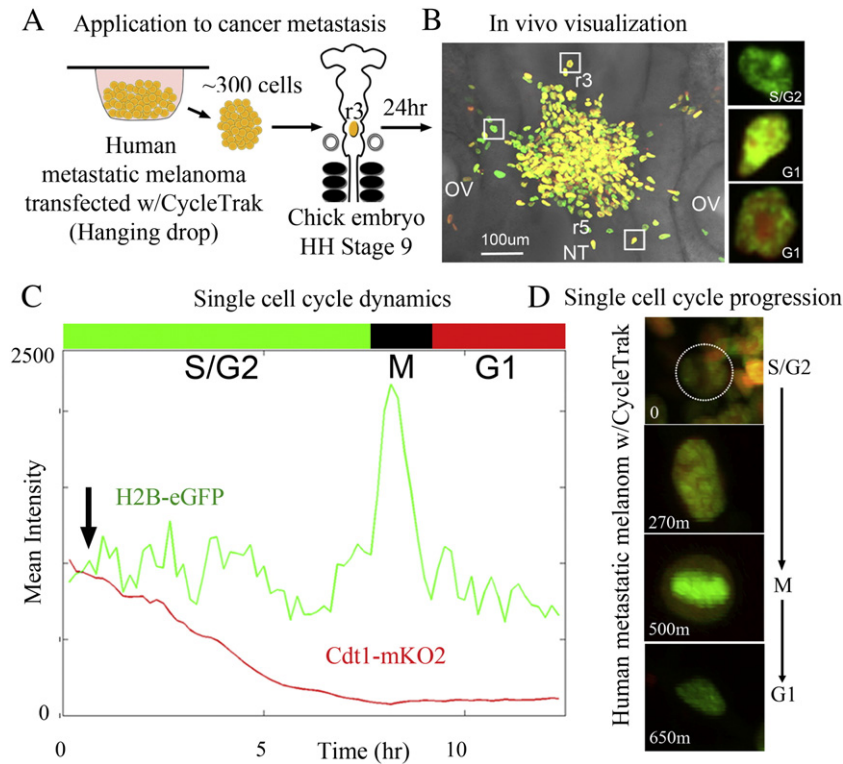 A
Application to cancer metastasis
~300 cells
r3
24hr
Human
metastatic melanoma
transfected w/CycleTrak
(Hanging drop)
Chick embryo
HH Stage 9
B
In vivo visualization
r3
OV
OV
r5
NT
100um
S/G2
G1
G1
C
Single cell cycle dynamics
2500
S/G2
M
G1
H2B-eGFP
Cdt1-mKO2
Mean Intensity
0
0
5
10
Time (hr)
D
Single cell cycle progression
Human metastatic melanom w/CycleTrak
0
270m
500m
650m
S/G2
M
G1